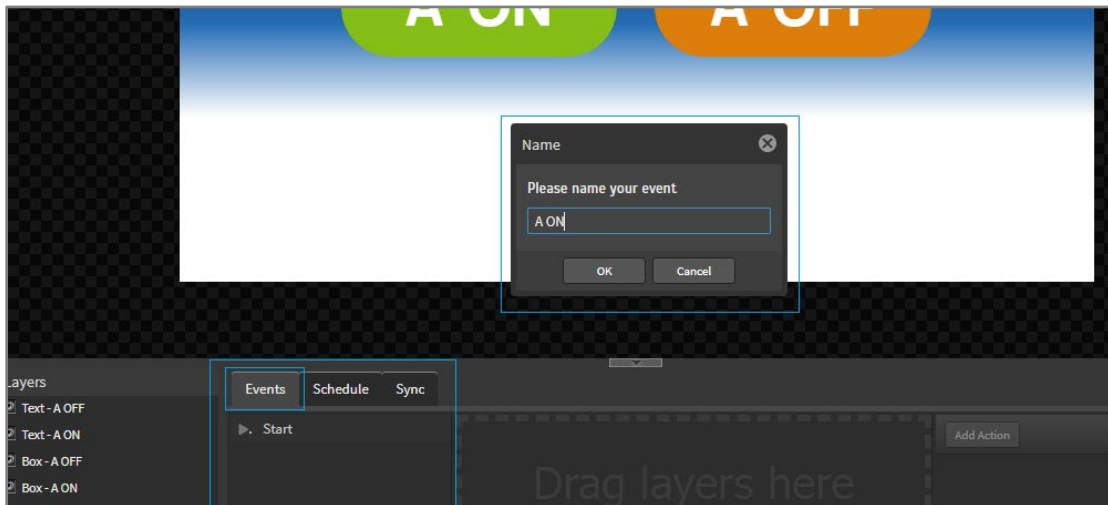 A ON
A OFF
Name
Please name your event
A ON
OK
Cancel
Layers
Text - A OFF
Text - A ON
Box - A OFF
Box - A ON
Events
Schedule
Sync
Start
Drag layers here
Add Action